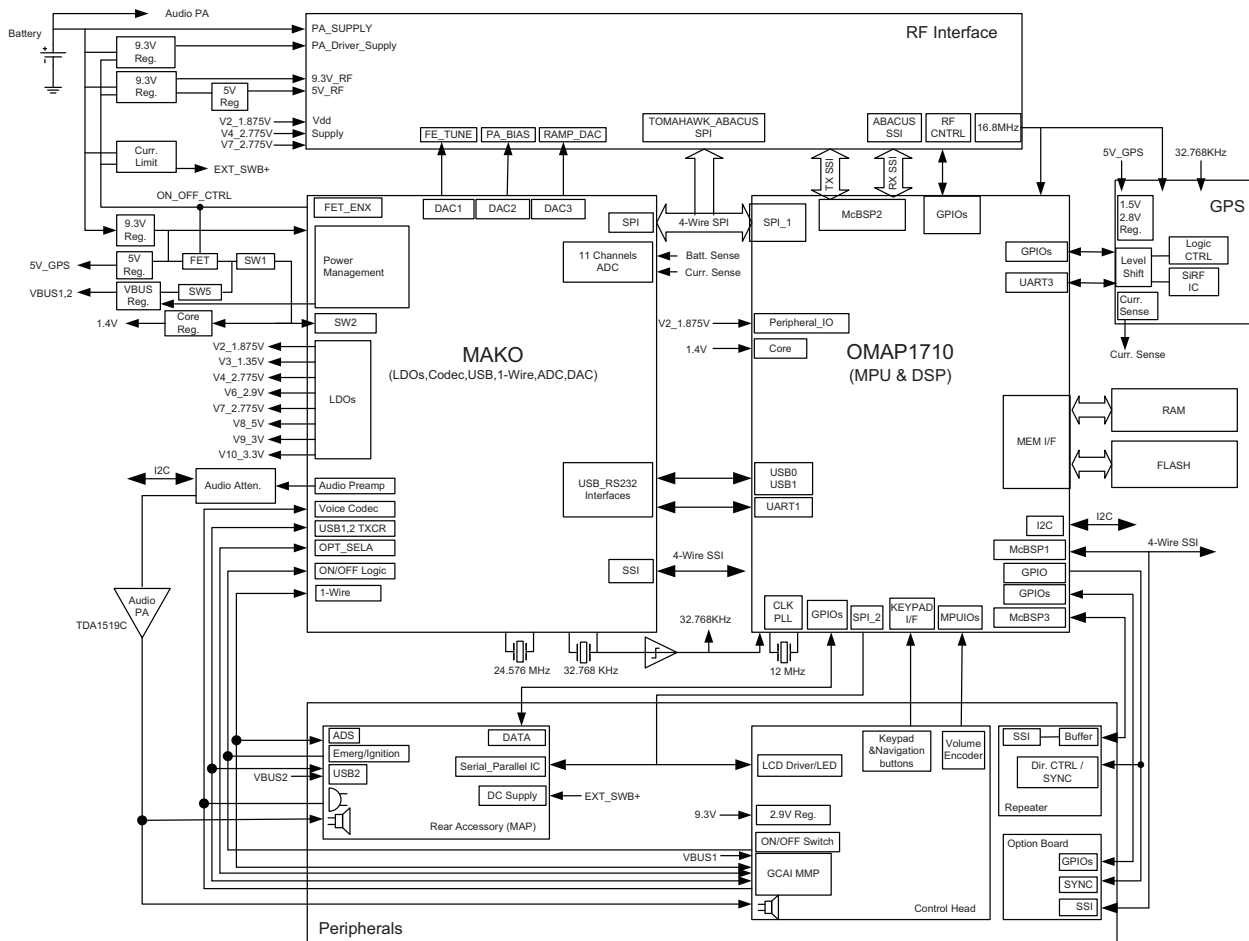 Audio PA
Battery
9.3V
Reg.
9.3V
Reg.
5V
Reg
V2_1.875V
V4_2.775V
V7_2.775V
Curr.
Limit
EXT_SWB+
ON_OFF_CTRL
PA_SUPPLY
PA_Driver_Supply
9.3V_RF
5V_RF
Vdd
Supply
RF Interface
FE_TUNE
PA_BIAS
RAMP_DAC
TOMAHAWK_ABACUS
SPI
ABACUS
SSI
RF
CNTRL
16.8MHz
TX SSI
RX SSI
5V_GPS
32.768KHz
GPS
1.5V
2.8V
Reg.
Level
Shift
Logic
CTRL
SiRF
IC
Curr.
Sense
Curr. Sense
9.3V
Reg.
5V_GPS
5V
Reg.
FET
SW1
VBUS1,2
VBUS
Reg.
SW5
1.4V
Core
Reg.
FET_ENX
Power
Management
SW2
DAC1
DAC2
DAC3
SPI
4-Wire SPI
11 Channels
ADC
Batt. Sense
Curr. Sense
MAKO
(LDOs,Codec,USB,1-Wire,ADC,DAC)
V2_1.875V
V3_1.35V
V4_2.775V
V6_2.9V
V7_2.775V
V8_5V
V9_3V
V10_3.3V
LDOs
I2C
Audio Atten.
Audio Preamp
Voice Codec
USB1,2 TXCR
OPT_SELA
ON/OFF Logic
1-Wire
USB_RS232
Interfaces
SSI
4-Wire SSI
Audio
PA
TDA1519C
24.576 MHz
32.768 KHz
32.768KHz
12 MHz
SPI_1
McBSP2
GPIOs
GPIOs
UART3
V2_1.875V
Peripheral_IO
1.4V
Core
OMAP1710
(MPU & DSP)
MEM I/F
RAM
FLASH
USB0
USB1
UART1
I2C
I2C
McBSP1
4-Wire SSI
GPIO
GPIOs
McBSP3
CLK
PLL
GPIOs
SPI_2
KEYPAD
I/F
MPUIOs
ADS
Emerg/Ignition
VBUS2
USB2
DATA
Serial_Parallel IC
DC Supply
EXT_SWB+
Rear Accessory (MAP)
LCD Driver/LED
Keypad
&Navigation
buttons
Volume
Encoder
9.3V
2.9V Reg.
ON/OFF Switch
VBUS1
GCAI MMP
Control Head
SSI
Buffer
Dir. CTRL /
SYNC
Repeater
Option Board
GPIOs
SYNC
SSI
Peripherals